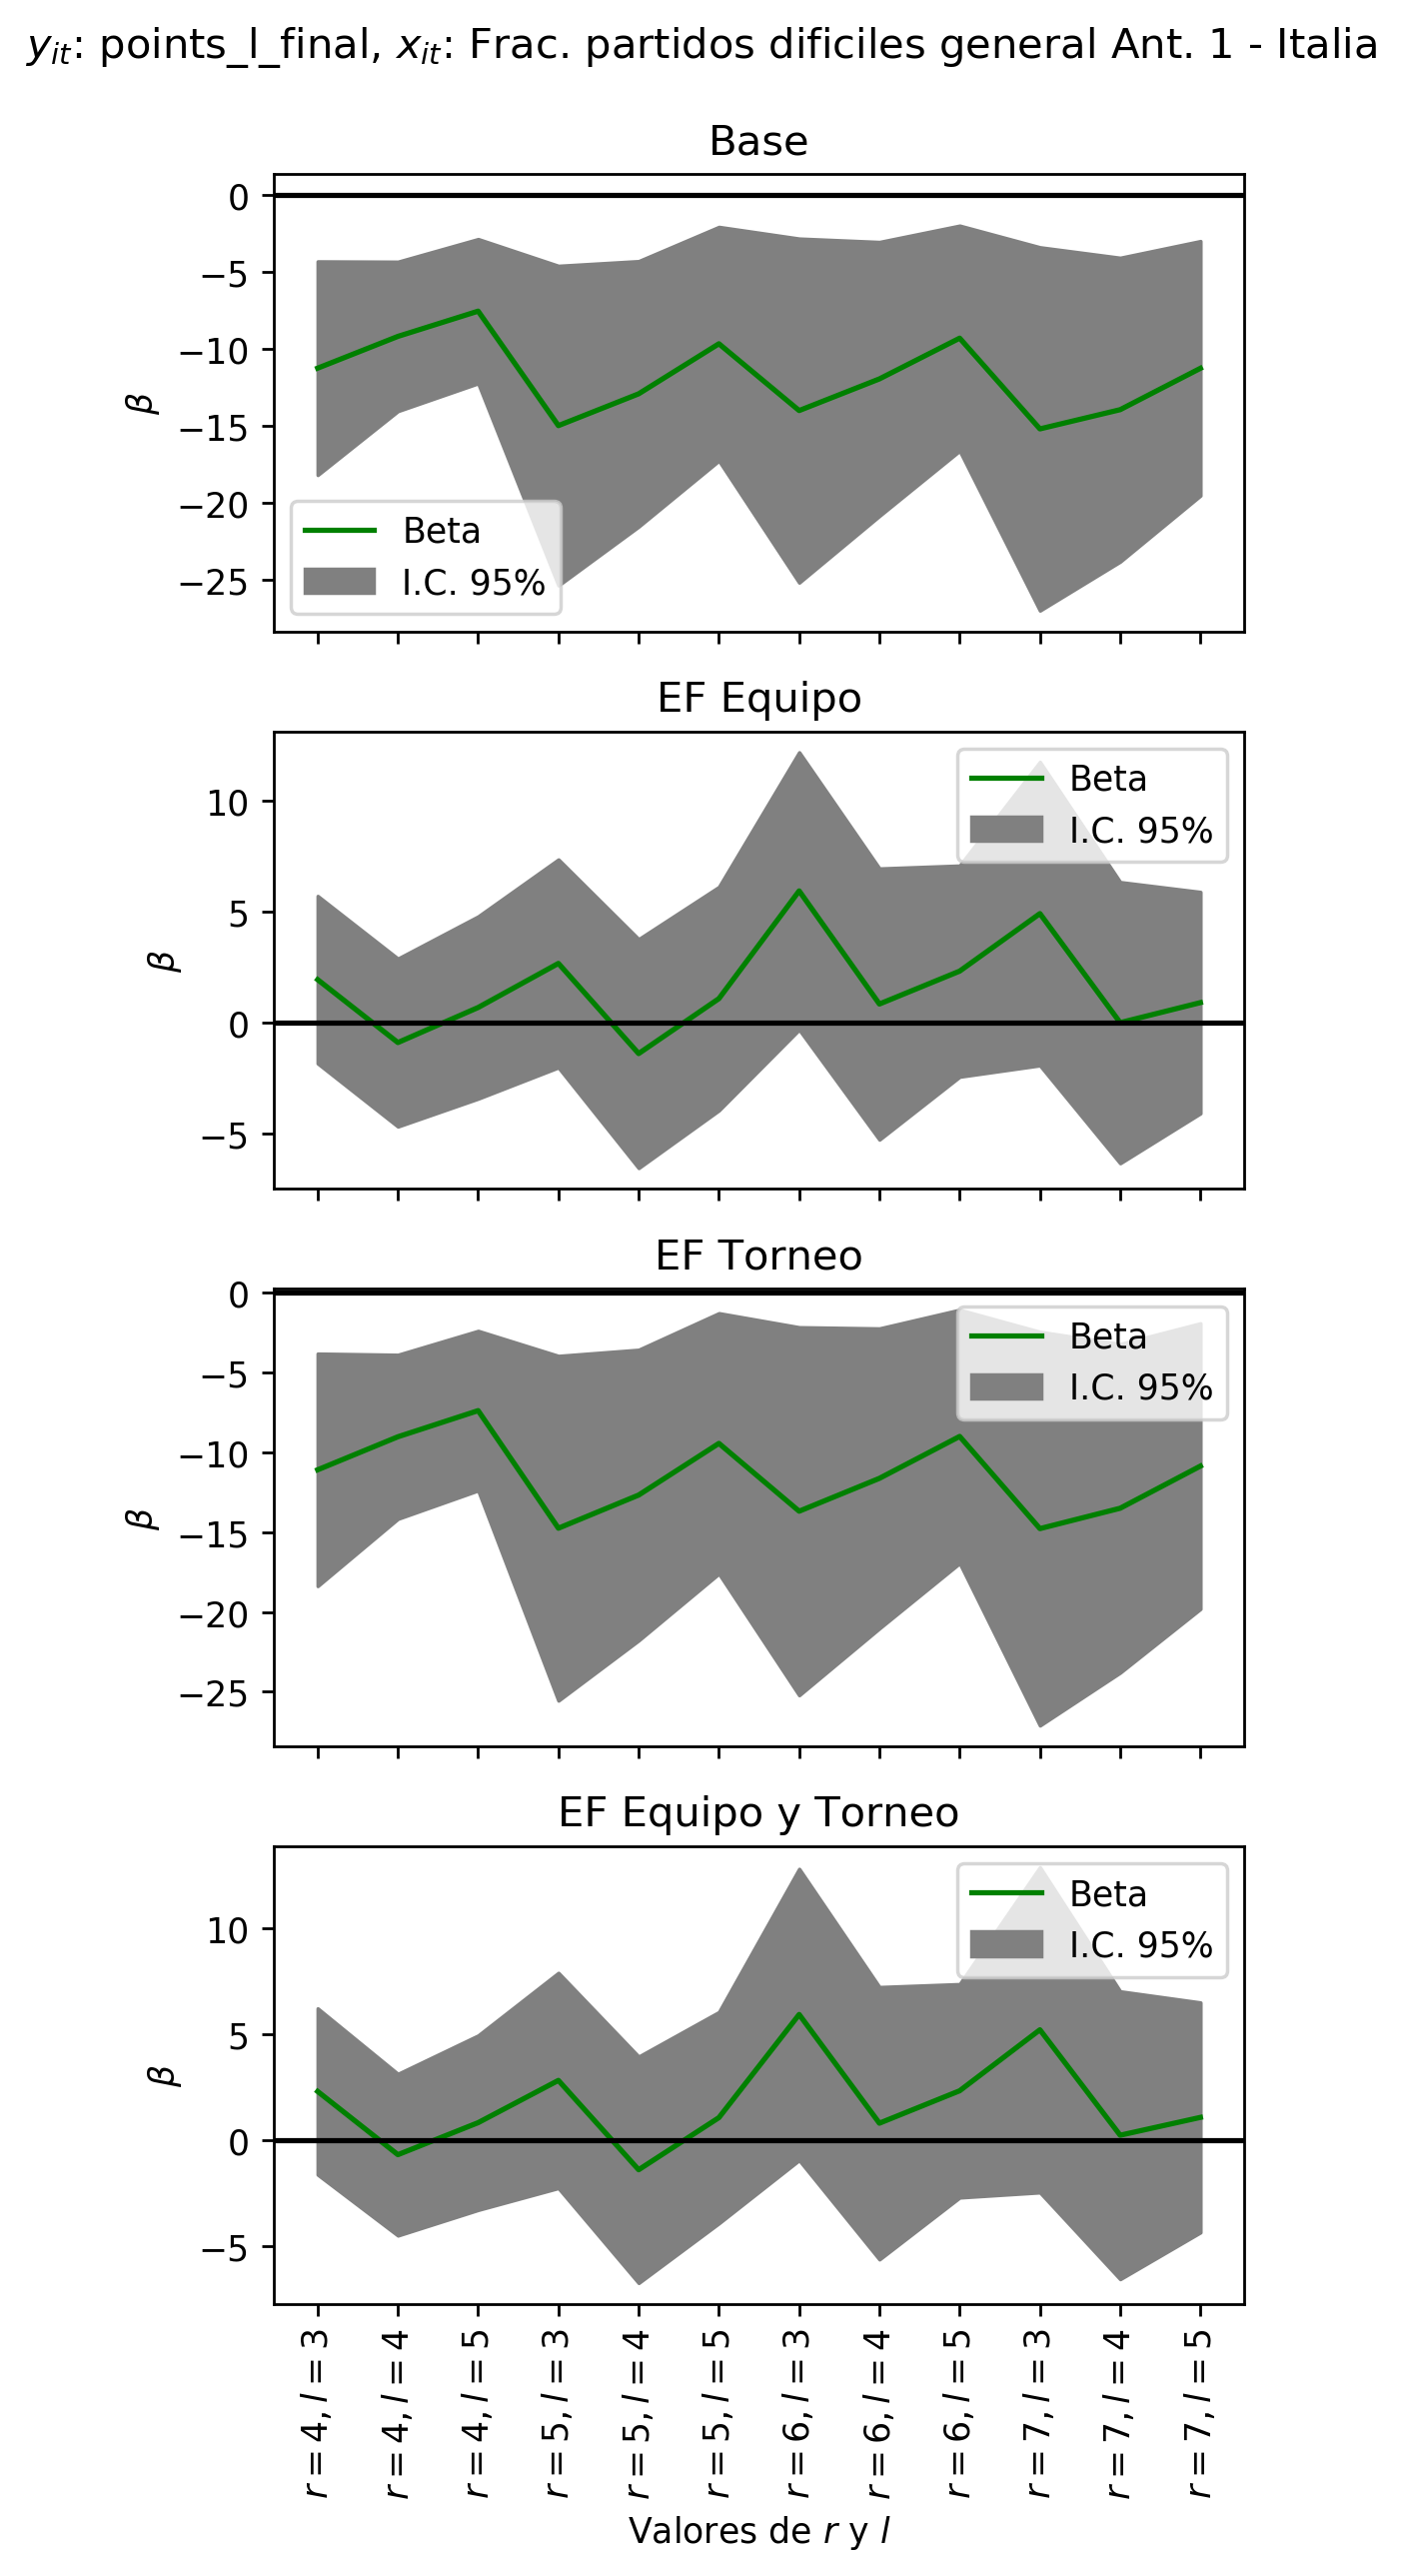 y_it: points_l_final, x_it: Frac. partidos dificiles general Ant. 1 - Italia
Base
0
−5
−10
−15
−20
−25
β
Beta
I.C. 95%
EF Equipo
10
5
0
−5
β
Beta
I.C. 95%
EF Torneo
0
−5
−10
−15
−20
−25
β
Beta
I.C. 95%
EF Equipo y Torneo
10
5
0
−5
β
Beta
I.C. 95%
r = 4, l = 3
r = 4, l = 4
r = 4, l = 5
r = 5, l = 3
r = 5, l = 4
r = 5, l = 5
r = 6, l = 3
r = 6, l = 4
r = 6, l = 5
r = 7, l = 3
r = 7, l = 4
r = 7, l = 5
Valores de r y l